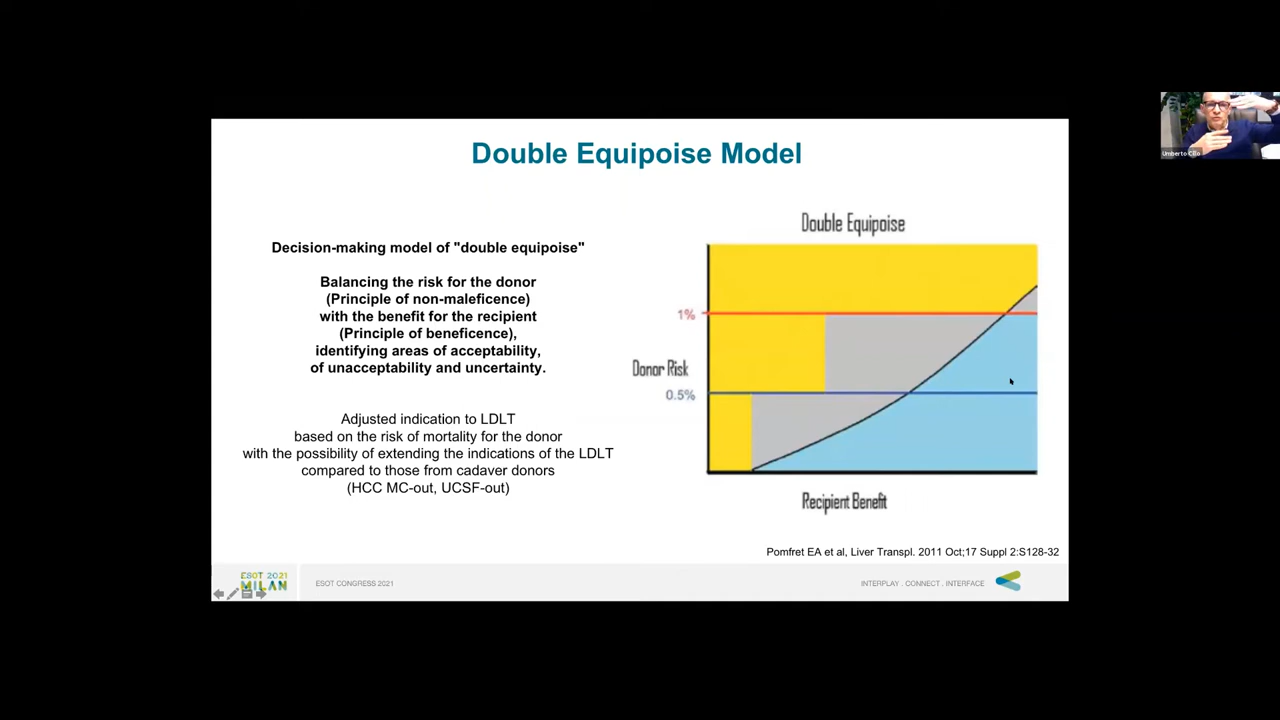 Double Equipoise Model
Decision-making model of "double equipoise"
Balancing the risk for the donor
(Principle of non-maleficence)
with the benefit for the recipient
(Principle of beneficence),
identifying areas of acceptability,
of unacceptability and uncertainty.
Adjusted indication to LDLT
based on the risk of mortality for the donor
with the possibility of extending the indications of the LDLT
compared to those from cadaver donors
(HCC MC-out, UCSF-out)
Double Equipoise
1%
Donor Risk
0.5%
Recipient Benefit
Pomfret EA et al, Liver Transpl. 2011 Oct;17 Suppl 2:S128-32
ESOT 2021
MILAN
ESOT CONGRESS 2021
INTERPLAY . CONNECT . INTERFACE
Umberto Cillo